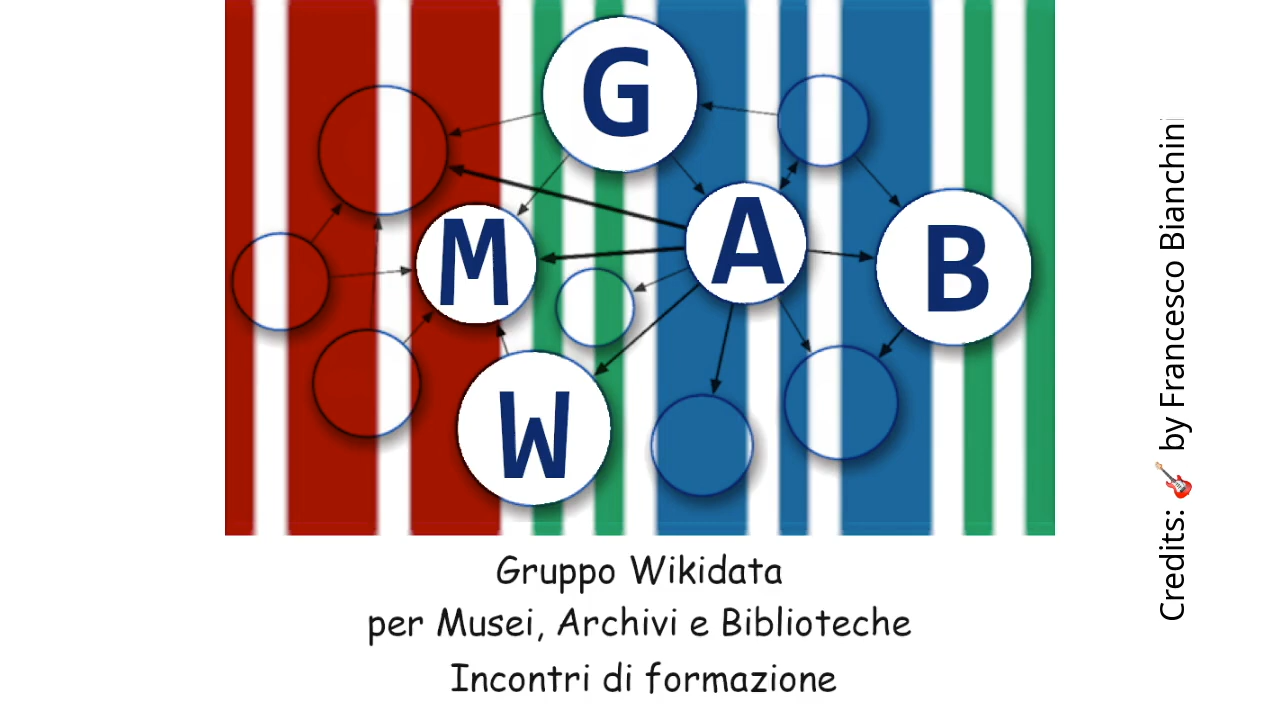 G
A
B
M
W
Gruppo Wikidata
per Musei, Archivi e Biblioteche
Incontri di formazione
Credits: 🎸 by Francesco Bianchini